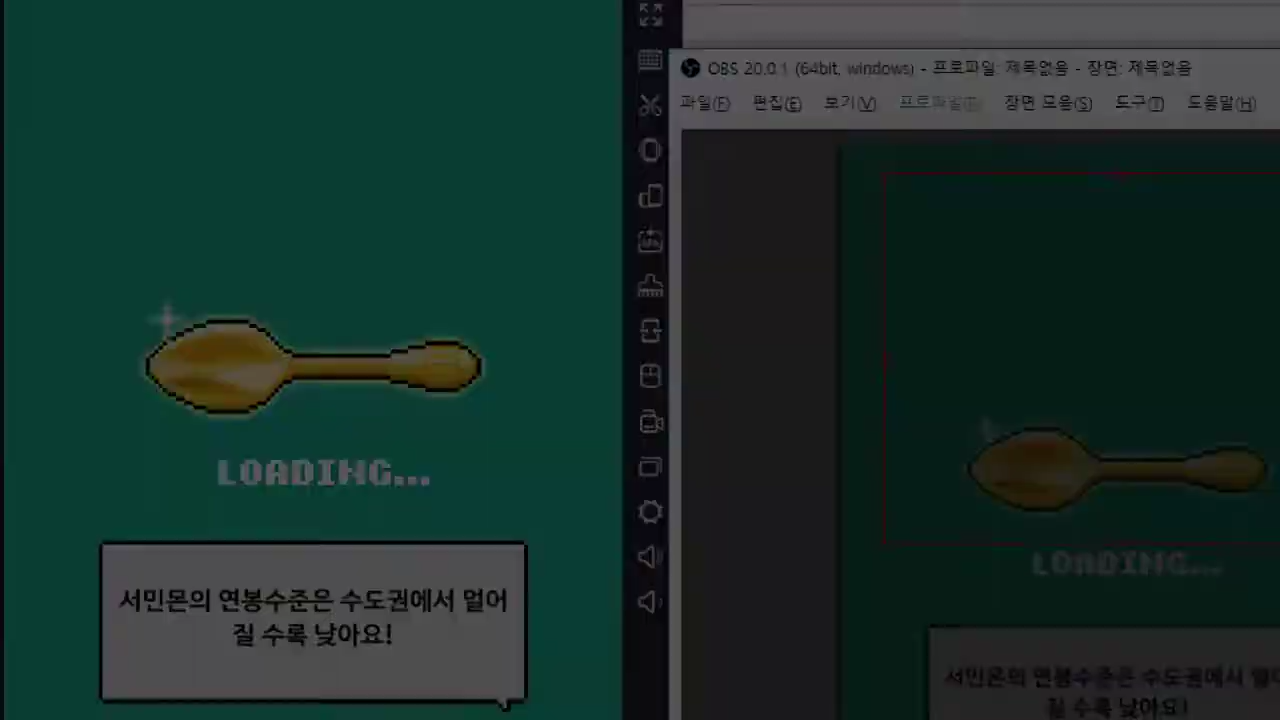 OBS 20.0.1 (64bit, windows) - 프로파일: 제목없음 - 장면: 제목없음
파일(F) 편집(E) 보기(V) 프로파일(P) 장면 모음(S) 도구(T) 도움말(H)
LOADING...
서민몬의 연봉수준은 수도권에서 멀어
질 수록 낮아요!
LOADING...
서민몬의 연봉수준은 수도권에서
질 수록 낮아요!